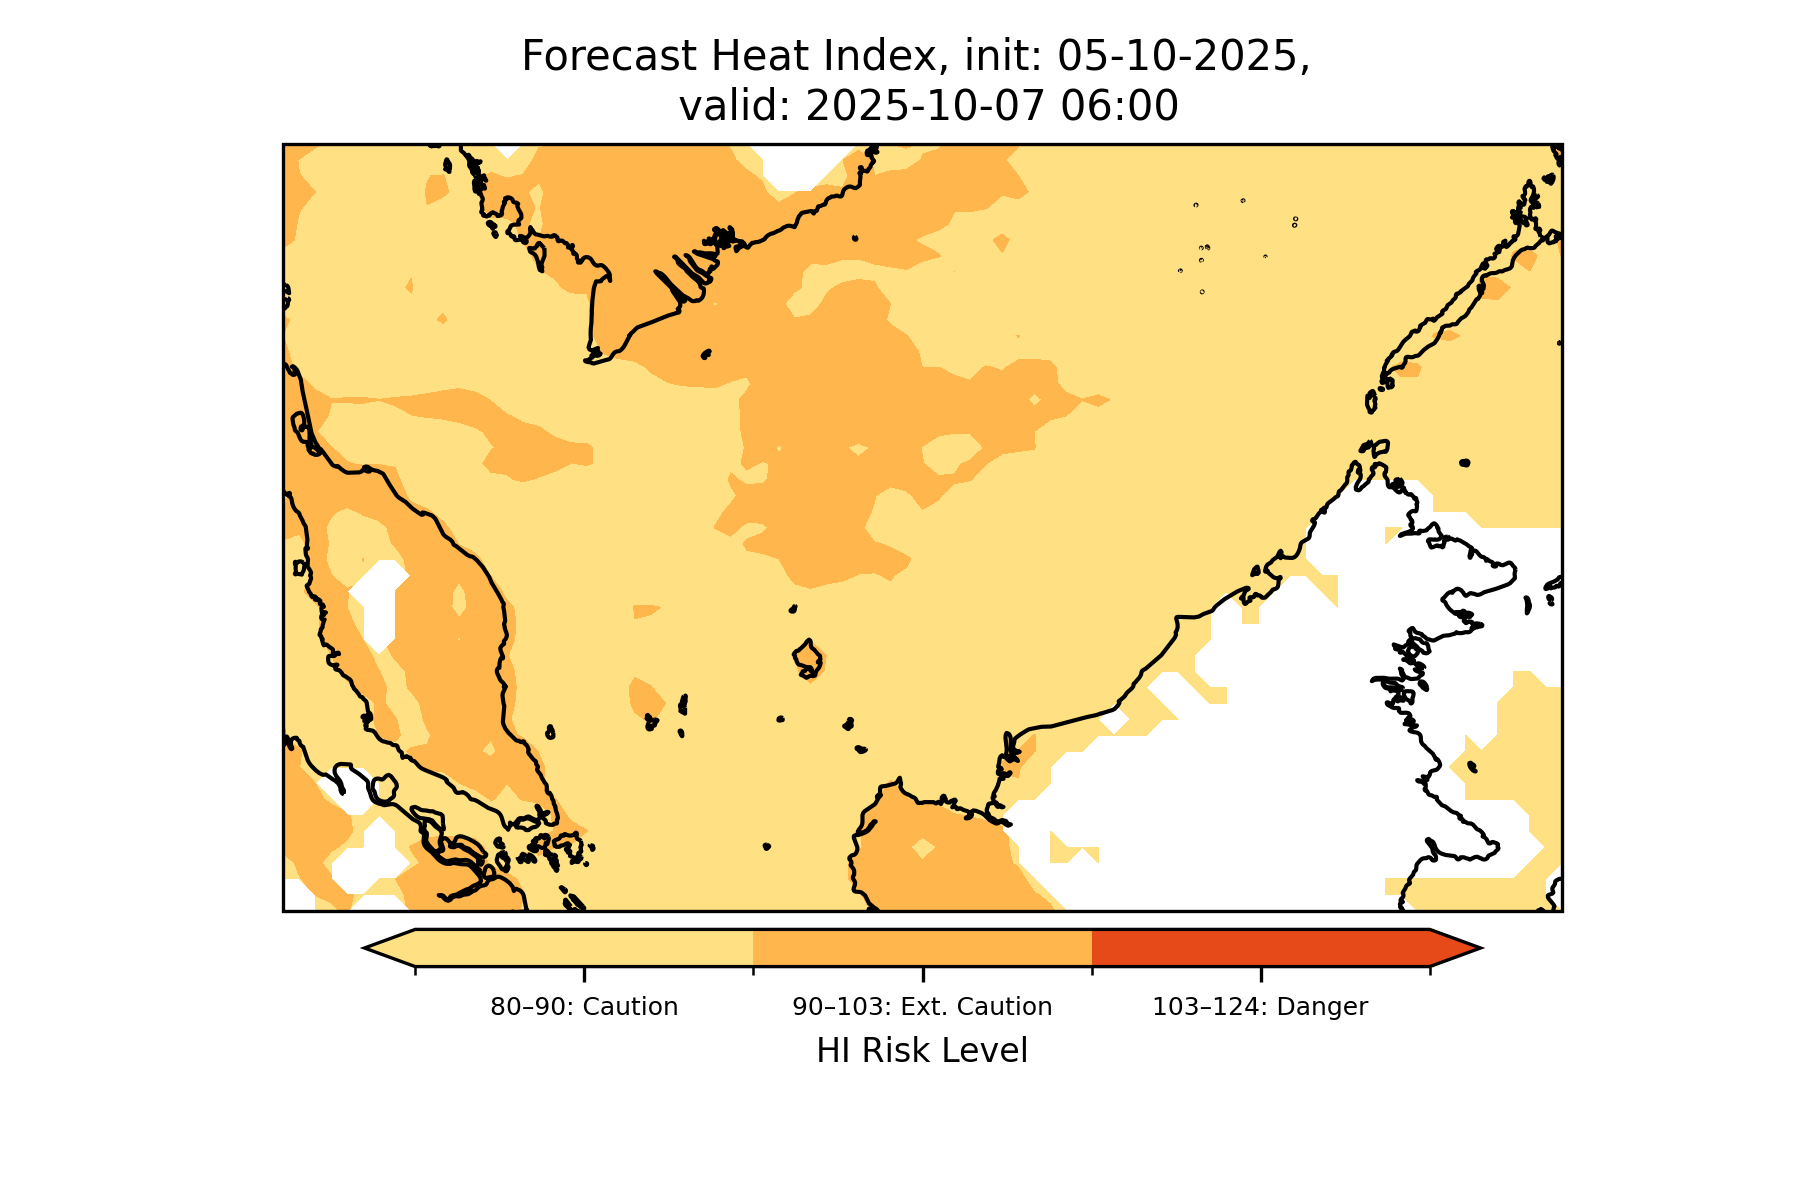 Forecast Heat Index, init: 05-10-2025,
valid: 2025-10-07 06:00
80–90: Caution
90–103: Ext. Caution
103–124: Danger
HI Risk Level